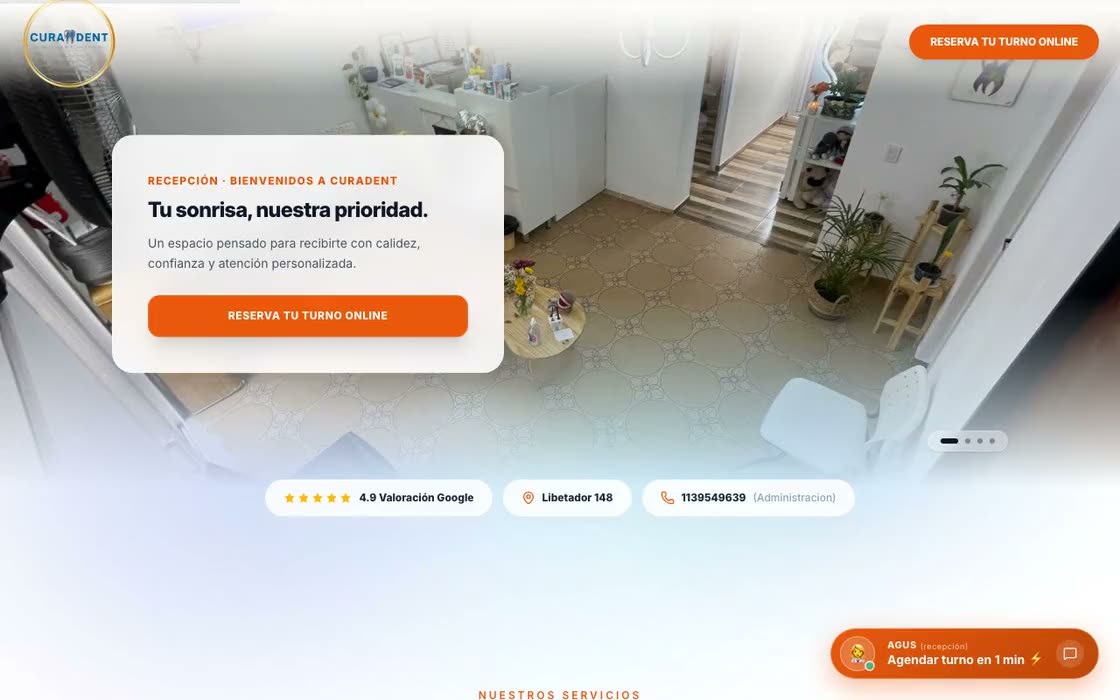 CURADENT
RESERVA TU TURNO ONLINE
RECEPCIÓN · BIENVENIDOS A CURADENT
Tu sonrisa, nuestra prioridad.
Un espacio pensado para recibirte con calidez,
confianza y atención personalizada.
RESERVA TU TURNO ONLINE
4.9 Valoración Google
Libetador 148
1139549639 (Administracion)
AGUS (recepción)
Agendar turno en 1 min ⚡
NUESTROS SERVICIOS